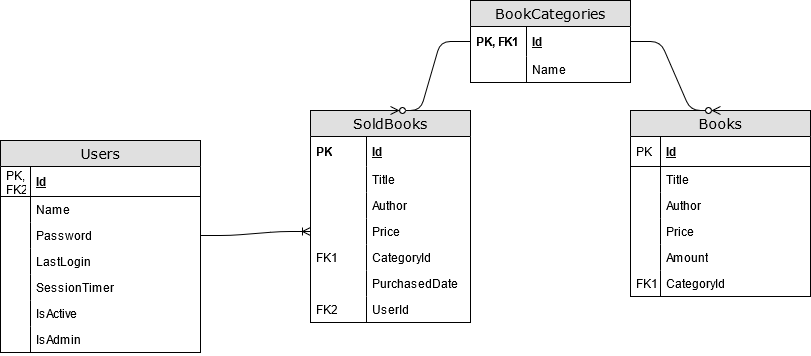 BookCategories
PK, FK1 Id
Name
SoldBooks
PK Id
Title
Author
Price
FK1 CategoryId
PurchasedDate
FK2 UserId
Books
PK Id
Title
Author
Price
Amount
FK1 CategoryId
Users
PK,
FK2 Id
Name
Password
LastLogin
SessionTimer
IsActive
IsAdmin